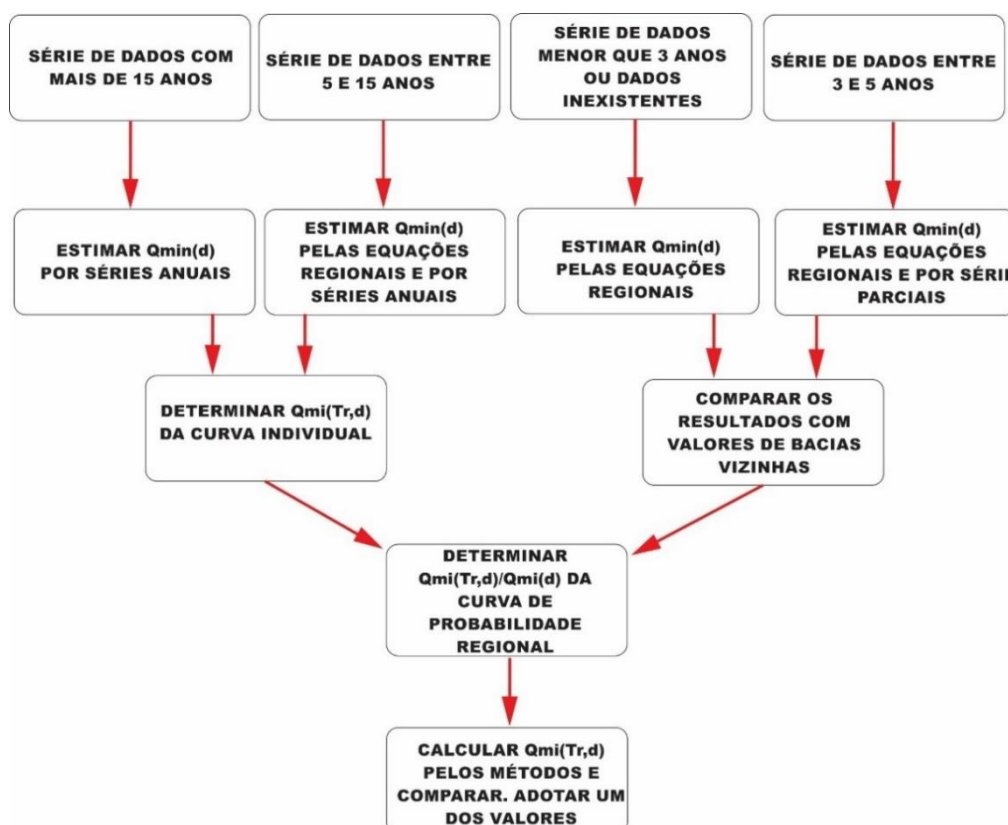 SÉRIE DE DADOS COM
MAIS DE 15 ANOS
SÉRIE DE DADOS ENTRE
5 E 15 ANOS
SÉRIE DE DADOS
MENOR QUE 3 ANOS
OU DADOS
INEXISTENTES
SÉRIE DE DADOS ENTRE
3 E 5 ANOS
ESTIMAR Qmin(d)
POR SÉRIES ANUAIS
ESTIMAR Qmin(d)
PELAS EQUAÇÕES
REGIONAIS E POR
SÉRIES ANUAIS
ESTIMAR Qmin(d)
PELAS EQUAÇÕES
REGIONAIS
ESTIMAR Qmin(d)
PELAS EQUAÇÕES
REGIONAIS E POR SÉRI
PARCIAIS
DETERMINAR Qmi(Tr,d)
DA CURVA INDIVIDUAL
COMPARAR OS
RESULTADOS COM
VALORES DE BACIAS
VIZINHAS
DETERMINAR
Qmi(Tr,d)/Qmi(d) DA
CURVA DE
PROBABILIDADE
REGIONAL
CALCULAR Qmi(Tr,d)
PELOS MÉTODOS E
COMPARAR. ADOTAR UM
DOS VALORES